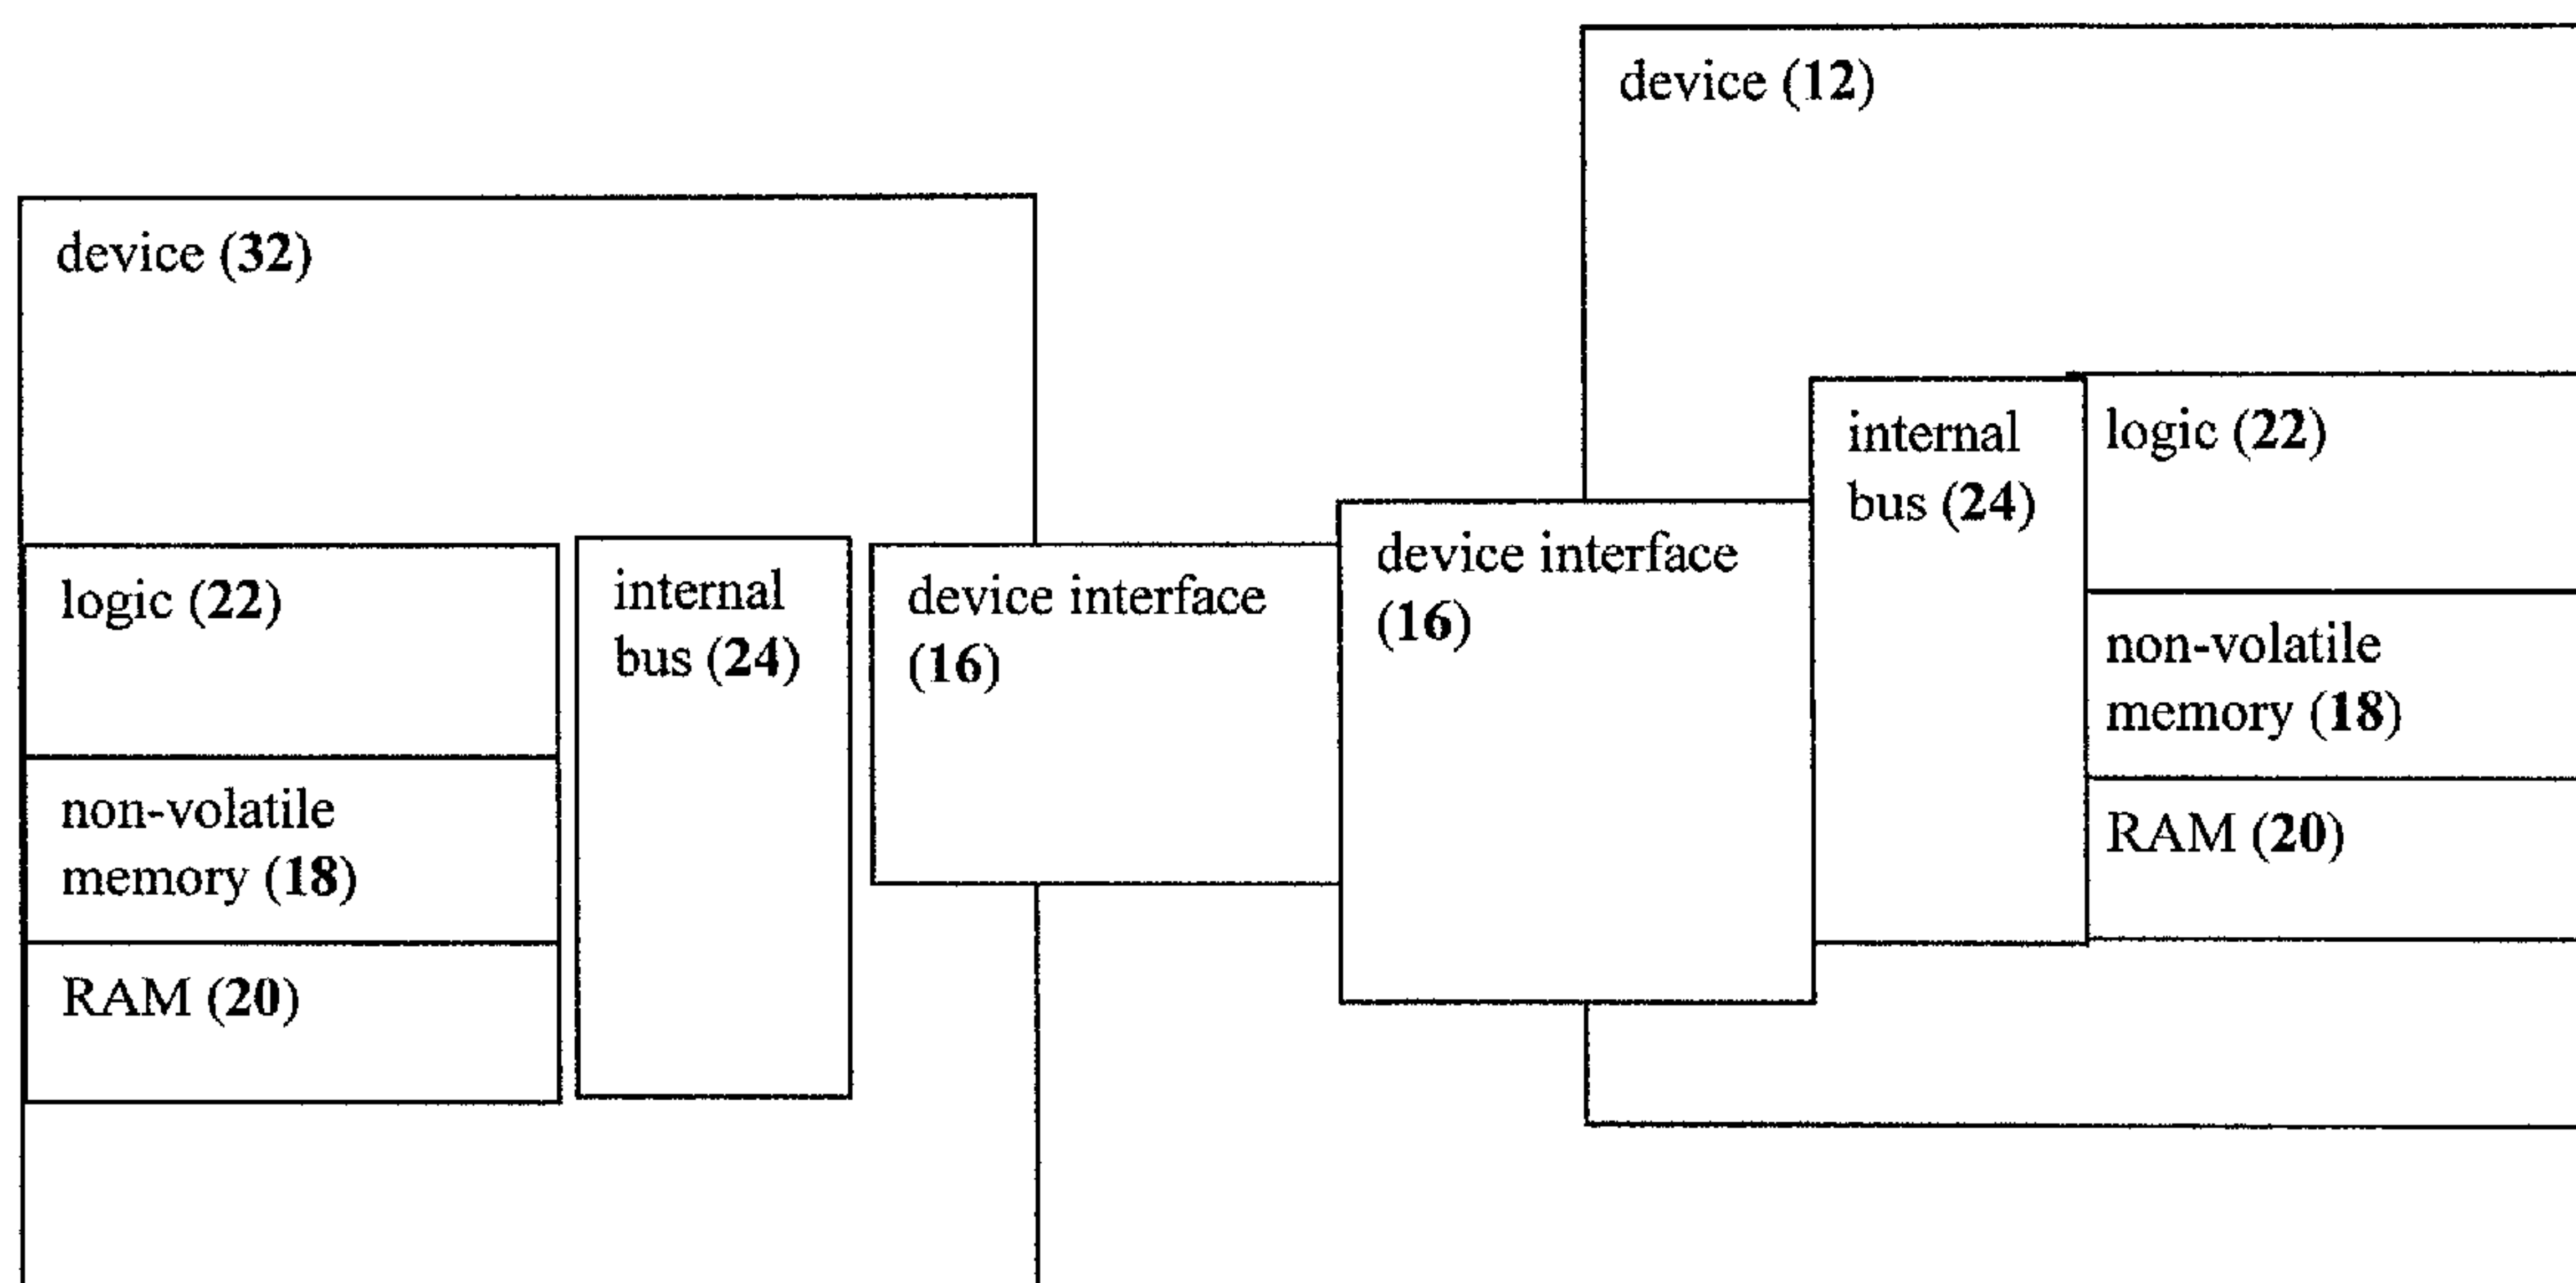 device (32)
logic (22)
non-volatile
memory (18)
RAM (20)
internal
bus (24)
device interface
(16)
device (12)
device interface
(16)
internal
bus (24)
logic (22)
non-volatile
memory (18)
RAM (20)